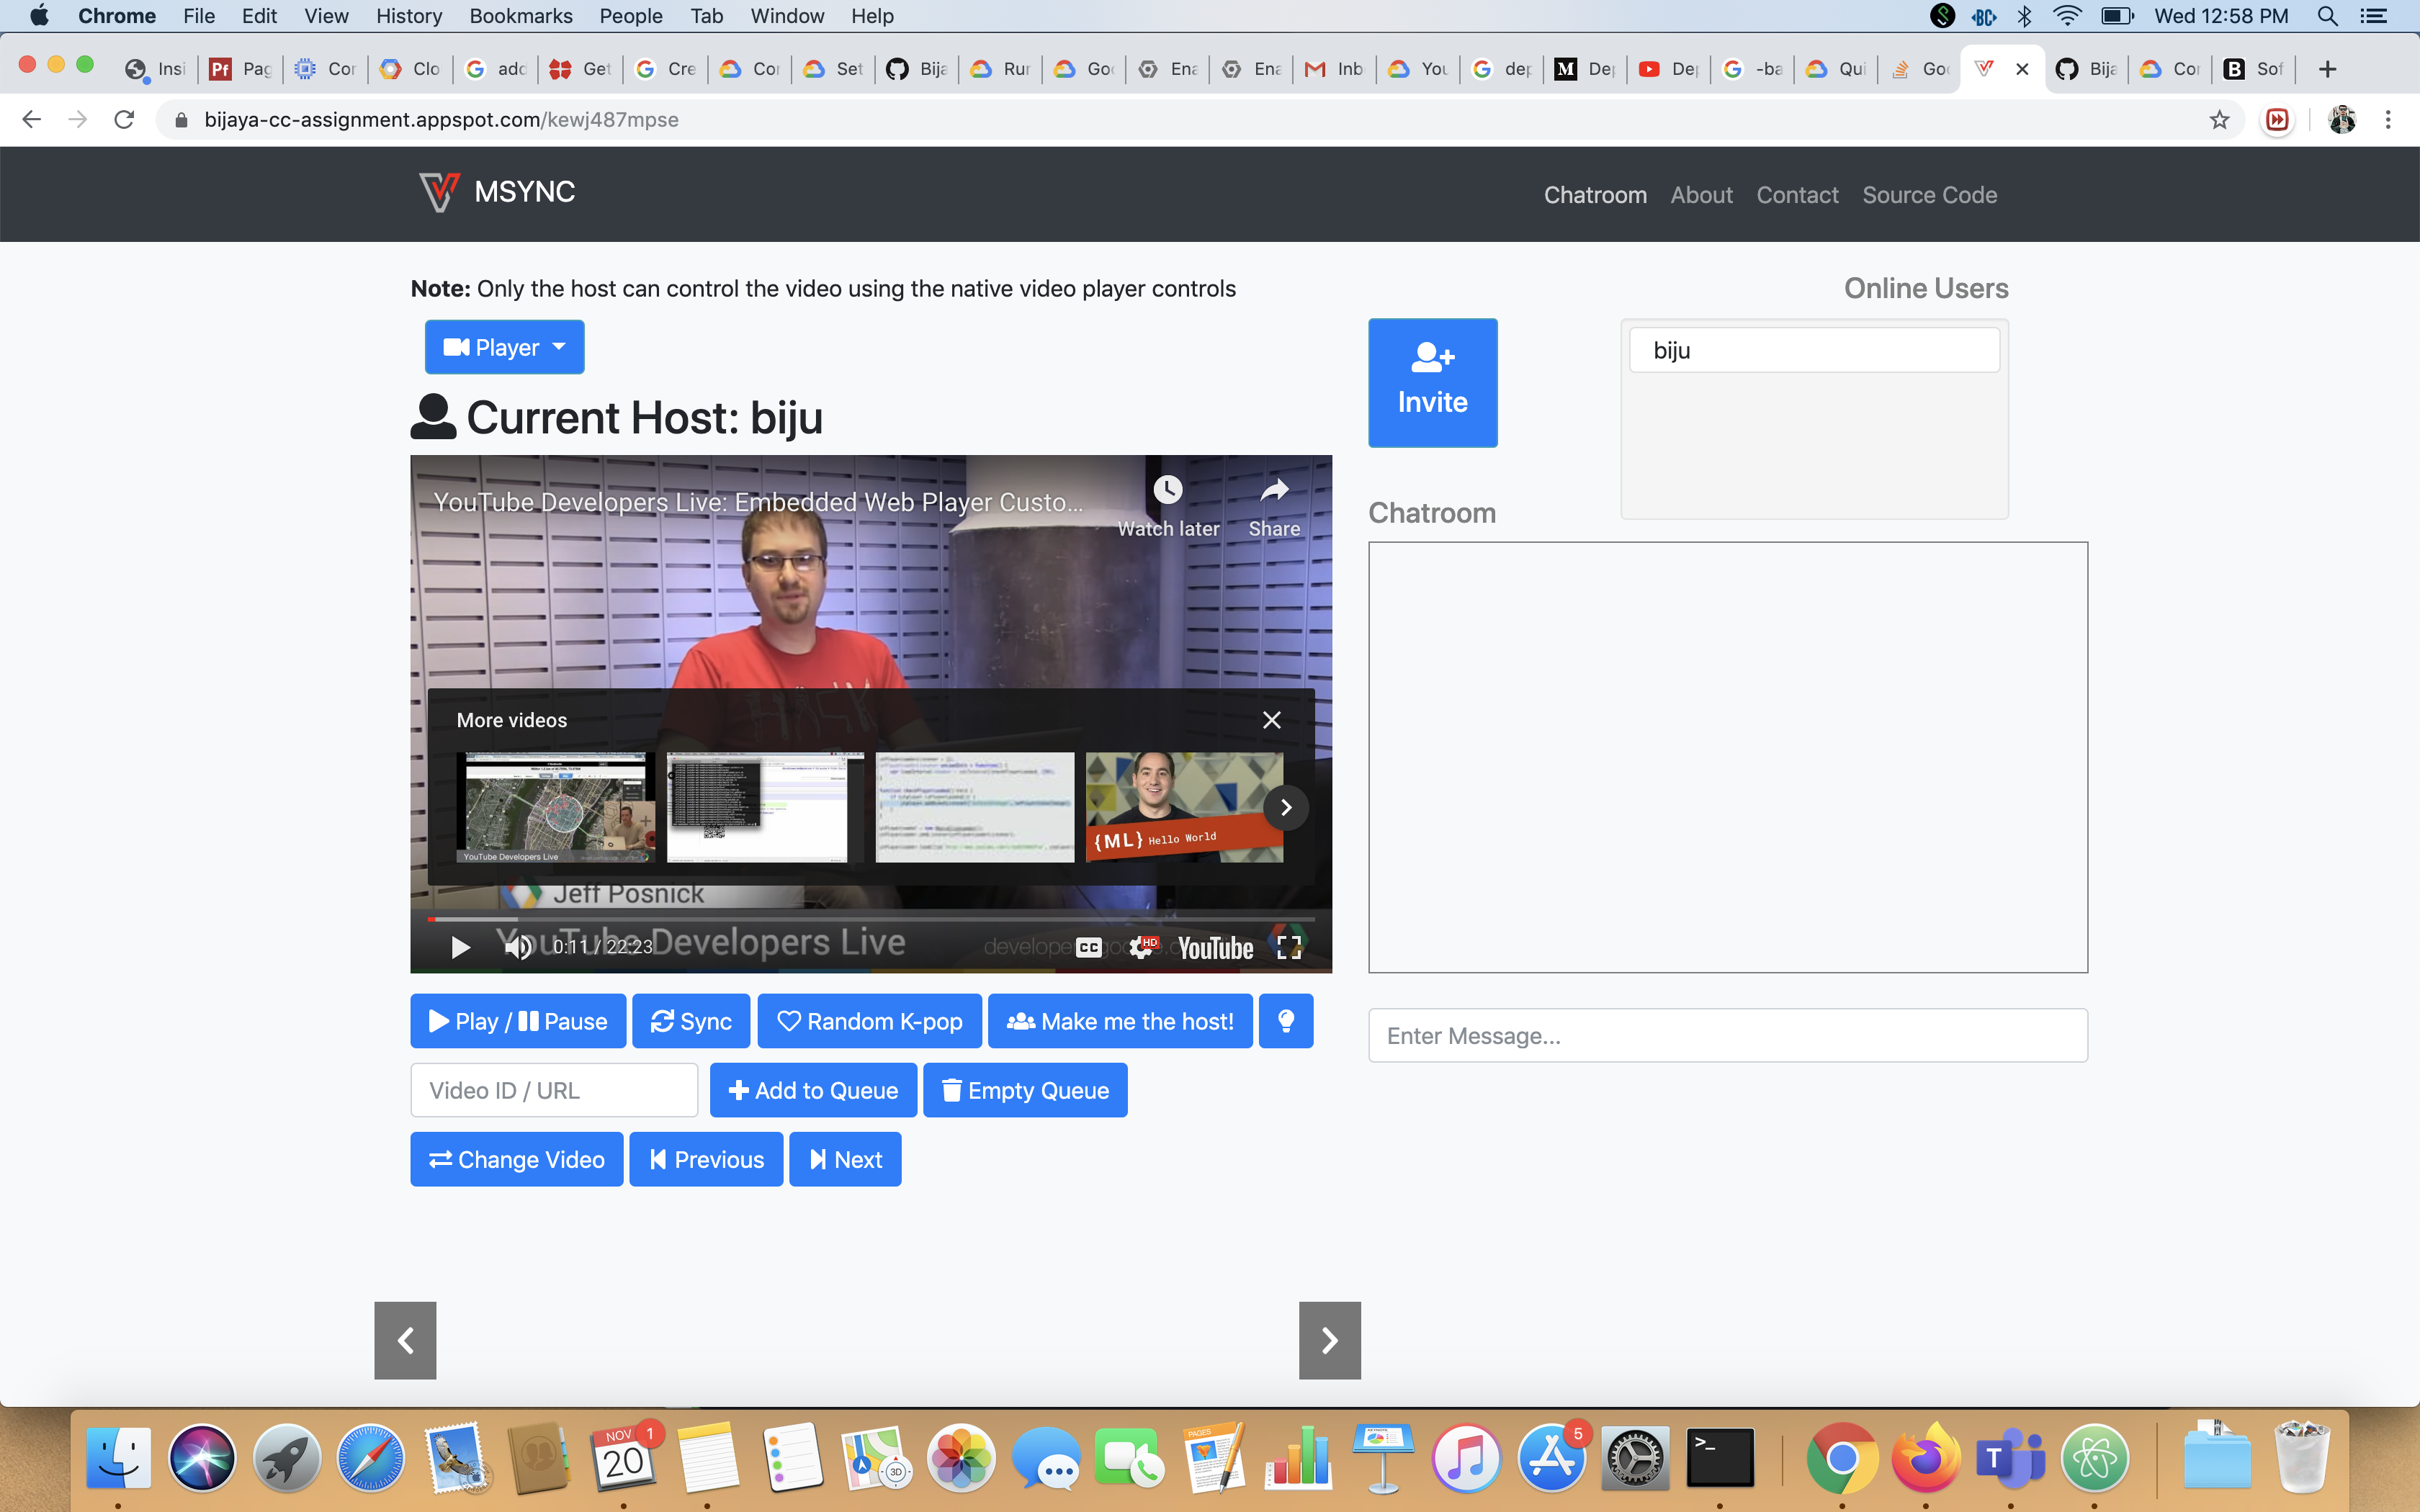 Chrome File Edit View History Bookmarks People Tab Window Help Wed 12:58 PM
Insi Pag Cor Clo add Get Cre Cor Set Bija Rur Goo Ena Ena Inb You dep M Dep Dep -ba Qui Goo Bija Cor B Sof
bijaya-cc-assignment.appspot.com/kewj487mpse
MSYNC
Chatroom About Contact Source Code
Note: Only the host can control the video using the native video player controls
Online Users
Player
Invite
biju
Current Host: biju
YouTube Developers Live: Embedded Web Player Custo...
Watch later
Share
Chatroom
More videos
YouTube Developers Live
{ML} Hello World
Jeff Posnick
YouTube Developers Live
0:11 / 22:23
CC
HD
YouTube
Play / Pause
Sync
Random K-pop
Make me the host!
Enter Message...
Video ID / URL
Add to Queue
Empty Queue
Change Video
Previous
Next
NOV
20
1
3D
PAGES
5
>_
T